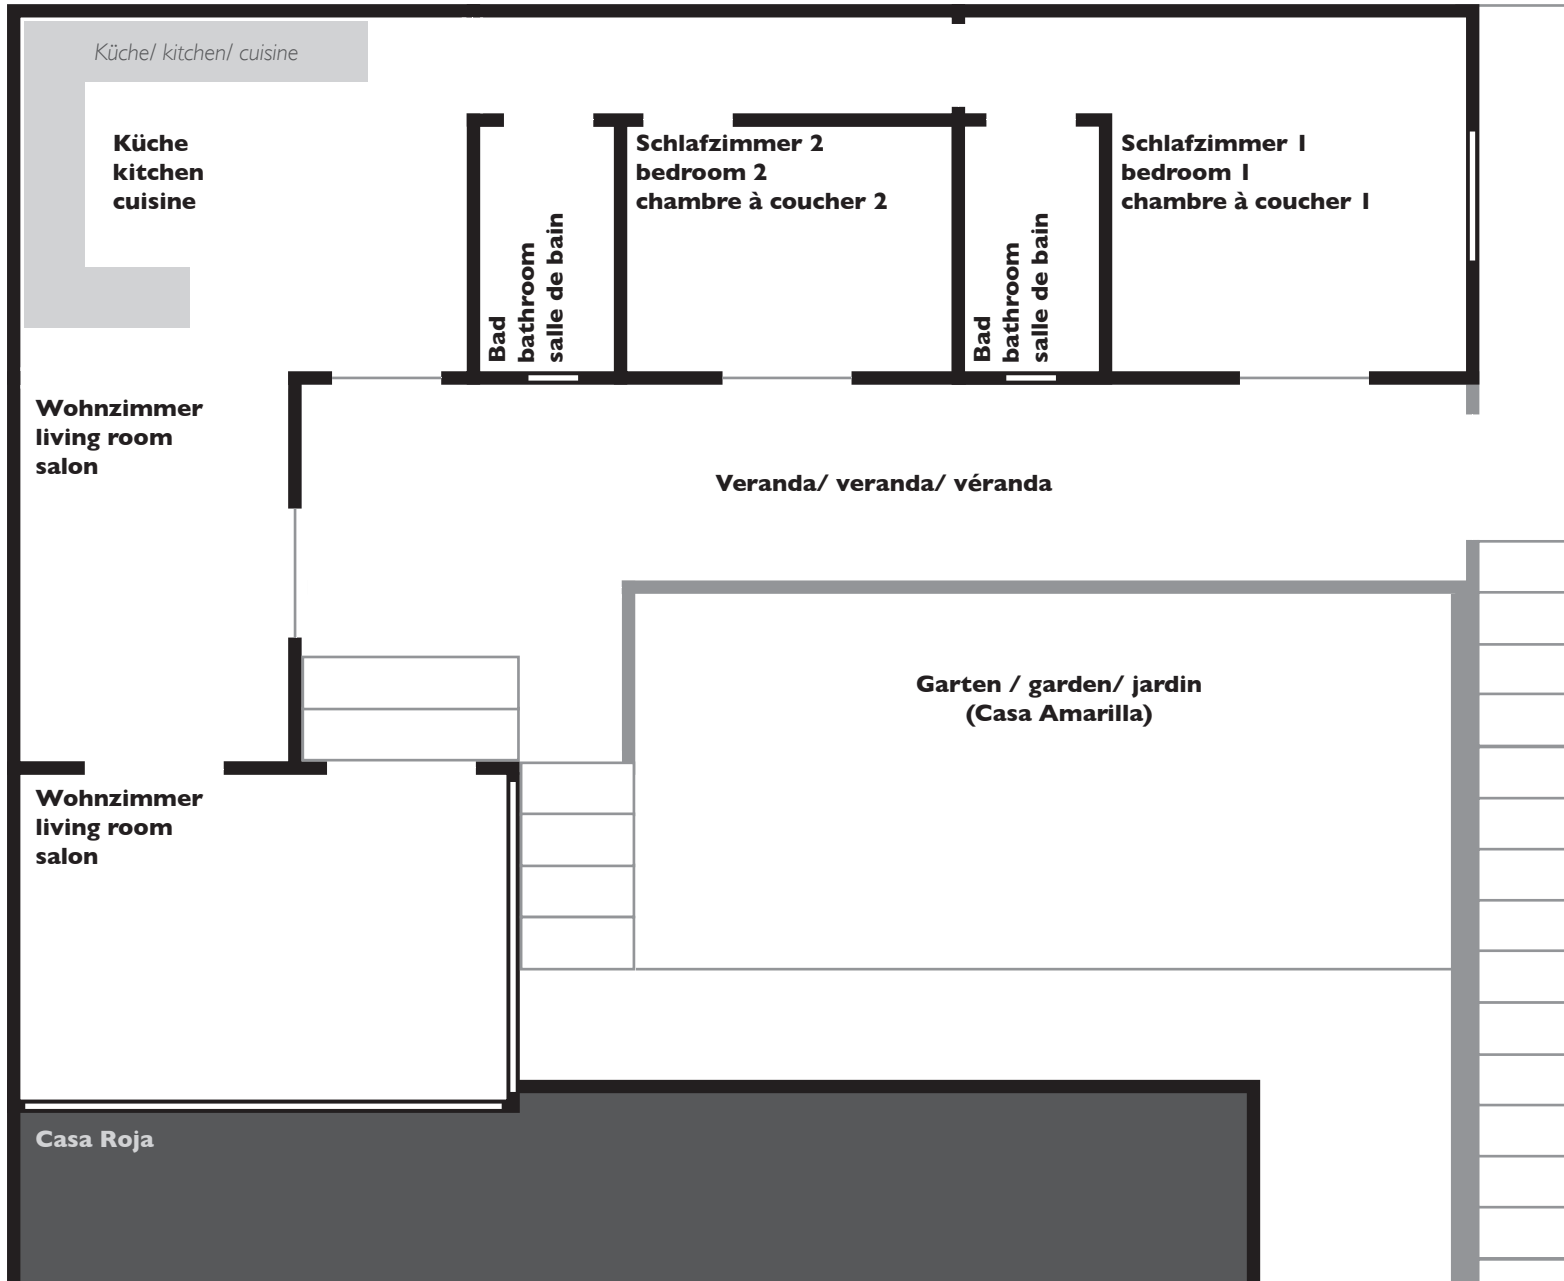 Küche/ kitchen/ cuisine
Küche
kitchen
cuisine
Bad
bathroom
salle de bain
Schlafzimmer 2
bedroom 2
chambre à coucher 2
Bad
bathroom
salle de bain
Schlafzimmer 1
bedroom 1
chambre à coucher 1
Wohnzimmer
living room
salon
Veranda/ veranda/ véranda
Garten / garden/ jardin
(Casa Amarilla)
Wohnzimmer
living room
salon
Casa Roja